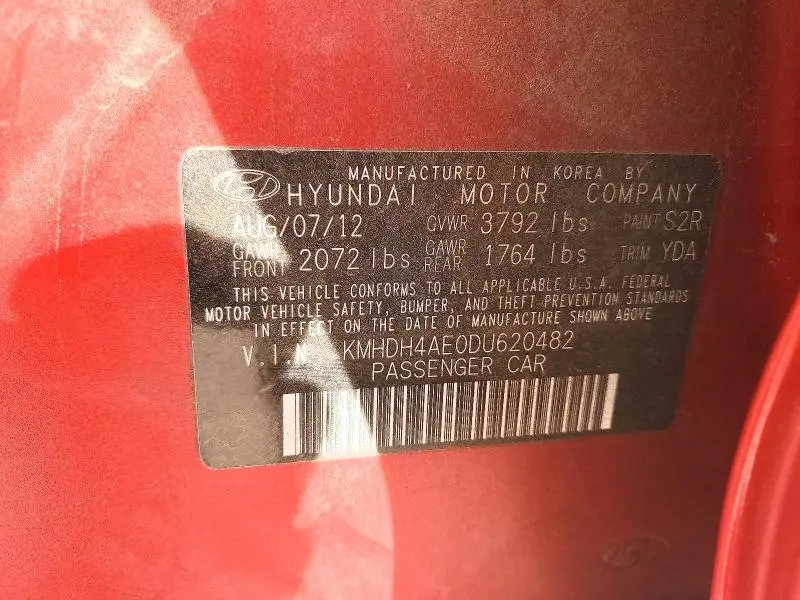 MANUFACTURED IN KOREA BY
HYUNDAI MOTOR COMPANY
AUG/07/12 GVWR 3792 lbs PAINT S2R
GAWR FRONT 2072 lbs GAWR REAR 1764 lbs TRIM YDA
THIS VEHICLE CONFORMS TO ALL APPLICABLE U.S.A. FEDERAL
MOTOR VEHICLE SAFETY, BUMPER, AND THEFT PREVENTION STANDARDS
IN EFFECT ON THE DATE OF MANUFACTURE SHOWN ABOVE
V.I.N KMHDH4AE0DU620482
PASSENGER CAR